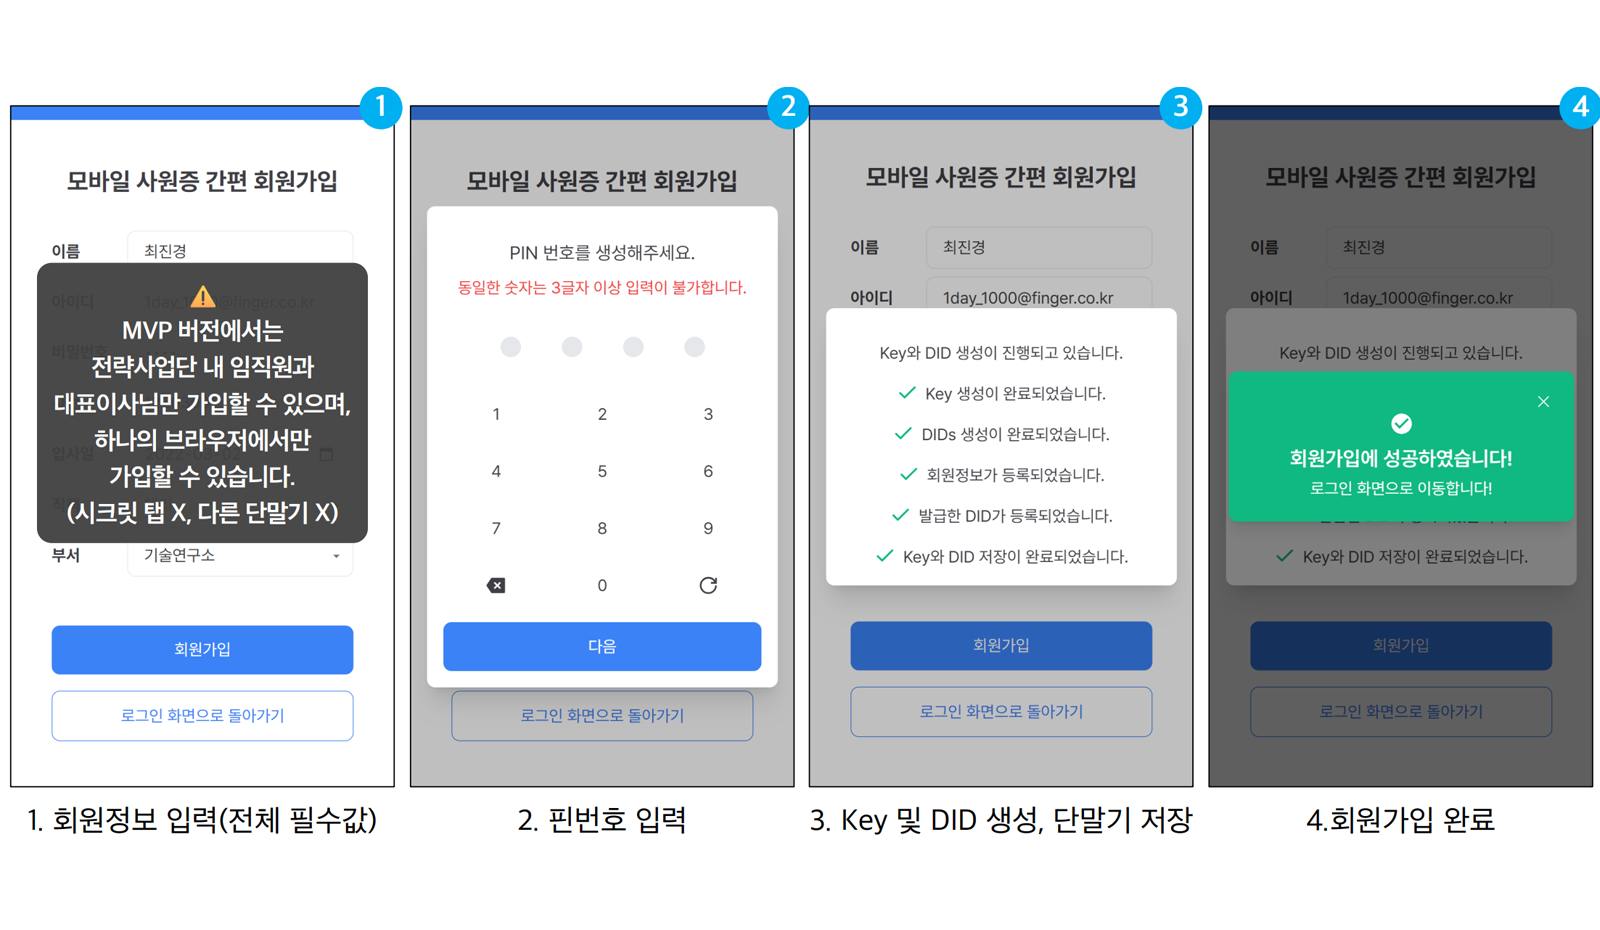 1
모바일 사원증 간편 회원가입
이름
최진경
아이디
1day_1000@finger.co.kr
비밀번호
⚠
MVP 버전에서는
전략사업단 내 임직원과
대표이사님만 가입할 수 있으며,
하나의 브라우저에서만
가입할 수 있습니다.
(시크릿 탭 X, 다른 단말기 X)
입사일
부서
기술연구소
회원가입
로그인 화면으로 돌아가기
1. 회원정보 입력(전체 필수값)
2
모바일 사원증 간편 회원가입
PIN 번호를 생성해주세요.
동일한 숫자는 3글자 이상 입력이 불가합니다.
1 2 3
4 5 6
7 8 9
0
다음
로그인 화면으로 돌아가기
2. 핀번호 입력
3
모바일 사원증 간편 회원가입
이름
최진경
아이디
1day_1000@finger.co.kr
Key와 DID 생성이 진행되고 있습니다.
Key 생성이 완료되었습니다.
DIDs 생성이 완료되었습니다.
회원정보가 등록되었습니다.
발급한 DID가 등록되었습니다.
Key와 DID 저장이 완료되었습니다.
회원가입
로그인 화면으로 돌아가기
3. Key 및 DID 생성, 단말기 저장
4
모바일 사원증 간편 회원가입
이름
최진경
아이디
1day_1000@finger.co.kr
Key와 DID 생성이 진행되고 있습니다.
회원가입에 성공하였습니다!
로그인 화면으로 이동합니다!
Key와 DID 저장이 완료되었습니다.
회원가입
로그인 화면으로 돌아가기
4.회원가입 완료